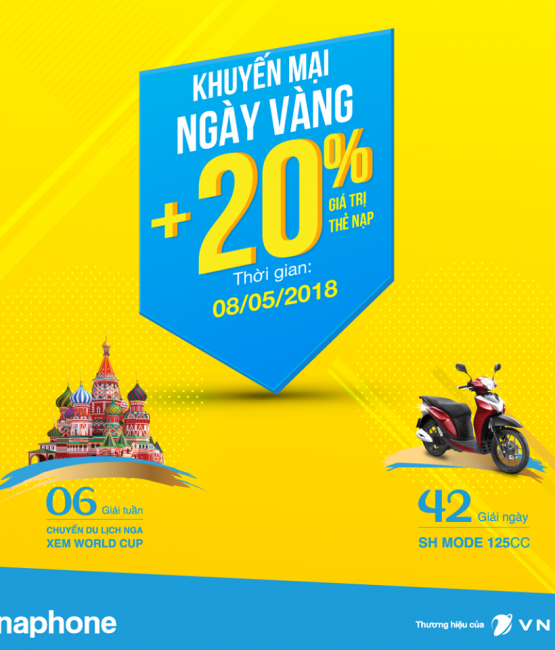 KHUYẾN MẠI
NGÀY VÀNG
+20%
GIÁ TRỊ
THẺ NẠP
Thời gian:
08/05/2018
06 Giải tuần
CHUYẾN DU LỊCH NGA
XEM WORLD CUP
42 Giải ngày
SH MODE 125CC
naphone
Thương hiệu của VN